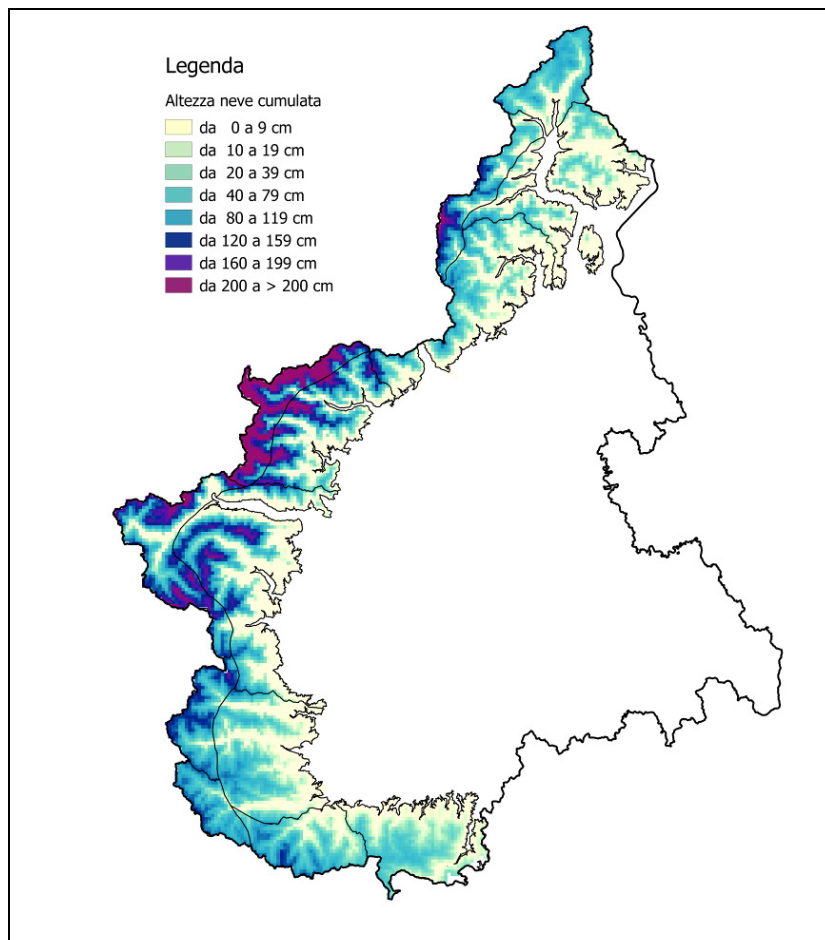 Legenda
Altezza neve cumulata
da 0 a 9 cm
da 10 a 19 cm
da 20 a 39 cm
da 40 a 79 cm
da 80 a 119 cm
da 120 a 159 cm
da 160 a 199 cm
da 200 a > 200 cm